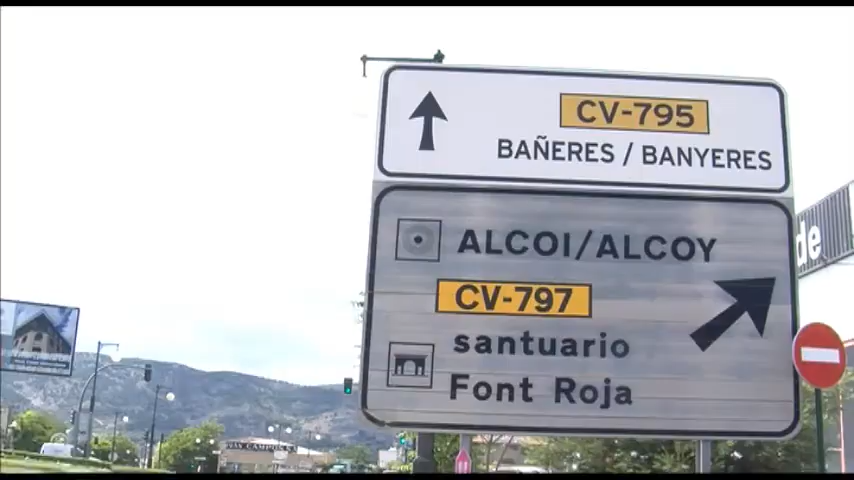 CV-795
BAÑERES / BANYERES
ALCOI/ALCOY
CV-797
santuario
Font Roja
de